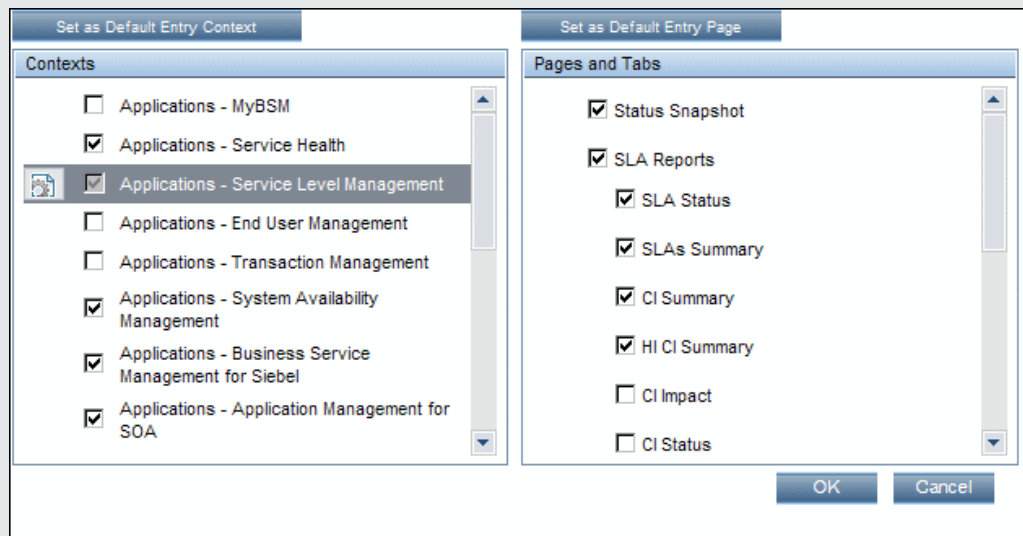 Set as Default Entry Context
Set as Default Entry Page
Contexts
Applications - MyBSM
Applications - Service Health
Applications - Service Level Management
Applications - End User Management
Applications - Transaction Management
Applications - System Availability
Management
Applications - Business Service
Management for Siebel
Applications - Application Management for
SOA
Pages and Tabs
Status Snapshot
SLA Reports
SLA Status
SLAs Summary
CI Summary
HI CI Summary
CI Impact
CI Status
OK
Cancel